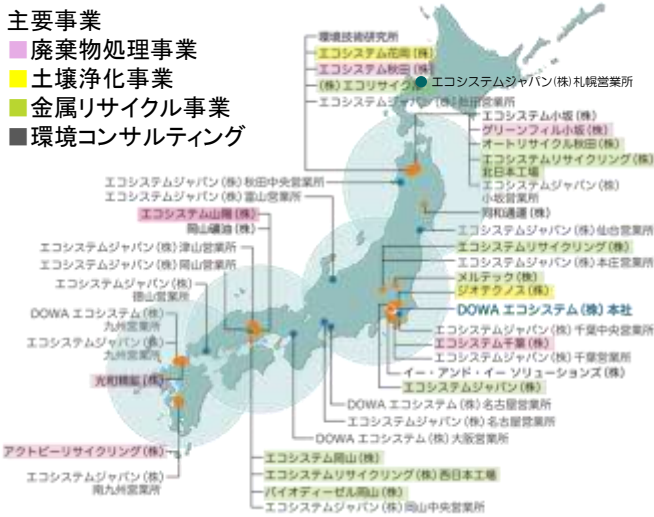 主要事業
廃棄物処理事業
土壌浄化事業
金属リサイクル事業
環境コンサルティング
環境技術研究所
エコシステム花岡(株)
エコシステム秋田(株)
(株)エコリサイクル
エコシステムジャパン(株)札幌営業所
エコシステムジャパン(株) 営業所
エコシステム小坂(株)
グリーンフィル小坂(株)
オートリサイクル秋田(株)
エコシステムリサイクリング(株)
北日本工場
エコシステムジャパン(株)
小坂営業所
同和通運(株)
エコシステムジャパン(株)秋田中央営業所
エコシステムジャパン(株)富山営業所
エコシステム山陽(株)
岡山砿油(株)
エコシステムジャパン(株)津山営業所
エコシステムジャパン(株)岡山営業所
エコシステムジャパン(株)
徳山営業所
DOWA エコシステム(株)
九州営業所
エコシステムジャパン(株)
九州営業所
光和精鉱(株)
アクトビーリサイクリング(株)
エコシステムジャパン(株)
南九州営業所
エコシステムジャパン(株)仙台営業所
エコシステムリサイクリング(株)
エコシステムジャパン(株)本庄営業所
メルテック(株)
ジオテクノス(株)
DOWA エコシステム(株)本社
エコシステムジャパン(株)千葉中央営業所
エコシステム千葉(株)
エコシステムジャパン(株)千葉営業所
イー・アンド・イー ソリューションズ(株)
エコシステムジャパン(株)
DOWA エコシステム(株)名古屋営業所
エコシステムジャパン(株)名古屋営業所
DOWA エコシステム(株)大阪営業所
エコシステム岡山(株)
エコシステムリサイクリング(株)西日本工場
バイオディーゼル岡山(株)
エコシステムジャパン(株)岡山中央営業所